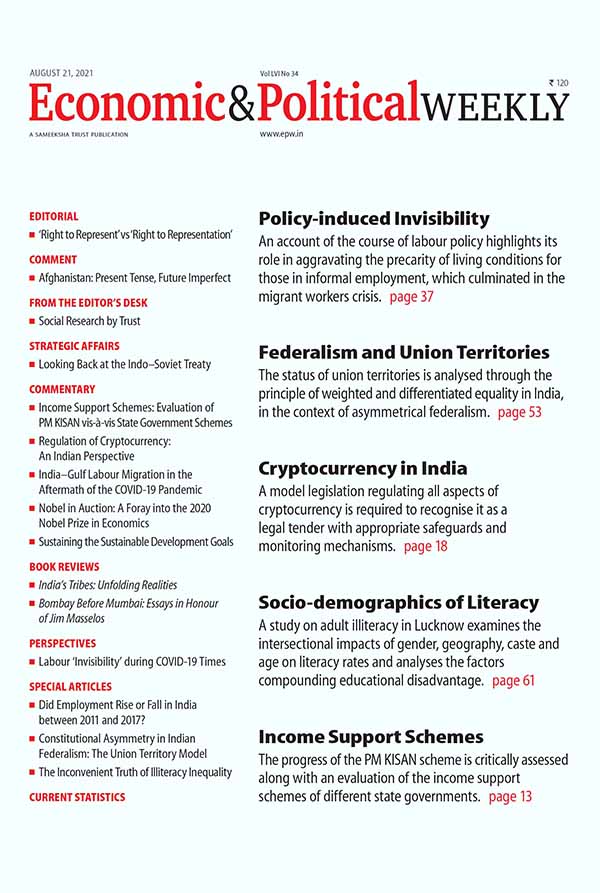 AUGUST 21, 2021
Vol LVI No 34
₹ 120
Economic&PoliticalWEEKLY
A SAMEEKSHA TRUST PUBLICATION
www.epw.in
EDITORIAL
■ ‘Right to Represent’ vs ‘Right to Representation’
COMMENT
■ Afghanistan: Present Tense, Future Imperfect
FROM THE EDITOR’S DESK
■ Social Research by Trust
STRATEGIC AFFAIRS
■ Looking Back at the Indo–Soviet Treaty
COMMENTARY
■ Income Support Schemes: Evaluation of
PM KISAN vis-à-vis State Government Schemes
■ Regulation of Cryptocurrency:
An Indian Perspective
■ India–Gulf Labour Migration in the
Aftermath of the COVID-19 Pandemic
■ Nobel in Auction: A Foray into the 2020
Nobel Prize in Economics
■ Sustaining the Sustainable Development Goals
BOOK REVIEWS
■ India’s Tribes: Unfolding Realities
■ Bombay Before Mumbai: Essays in Honour
of Jim Masselos
PERSPECTIVES
■ Labour ‘Invisibility’ during COVID-19 Times
SPECIAL ARTICLES
■ Did Employment Rise or Fall in India
between 2011 and 2017?
■ Constitutional Asymmetry in Indian
Federalism: The Union Territory Model
■ The Inconvenient Truth of Illiteracy Inequality
CURRENT STATISTICS
Policy-induced Invisibility
An account of the course of labour policy highlights its
role in aggravating the precarity of living conditions for
those in informal employment, which culminated in the
migrant workers crisis. page 37
Federalism and Union Territories
The status of union territories is analysed through the
principle of weighted and differentiated equality in India,
in the context of asymmetrical federalism. page 53
Cryptocurrency in India
A model legislation regulating all aspects of
cryptocurrency is required to recognise it as a
legal tender with appropriate safeguards and
monitoring mechanisms. page 18
Socio-demographics of Literacy
A study on adult illiteracy in Lucknow examines the
intersectional impacts of gender, geography, caste and
age on literacy rates and analyses the factors
compounding educational disadvantage. page 61
Income Support Schemes
The progress of the PM KISAN scheme is critically assessed
along with an evaluation of the income support
schemes of different state governments. page 13